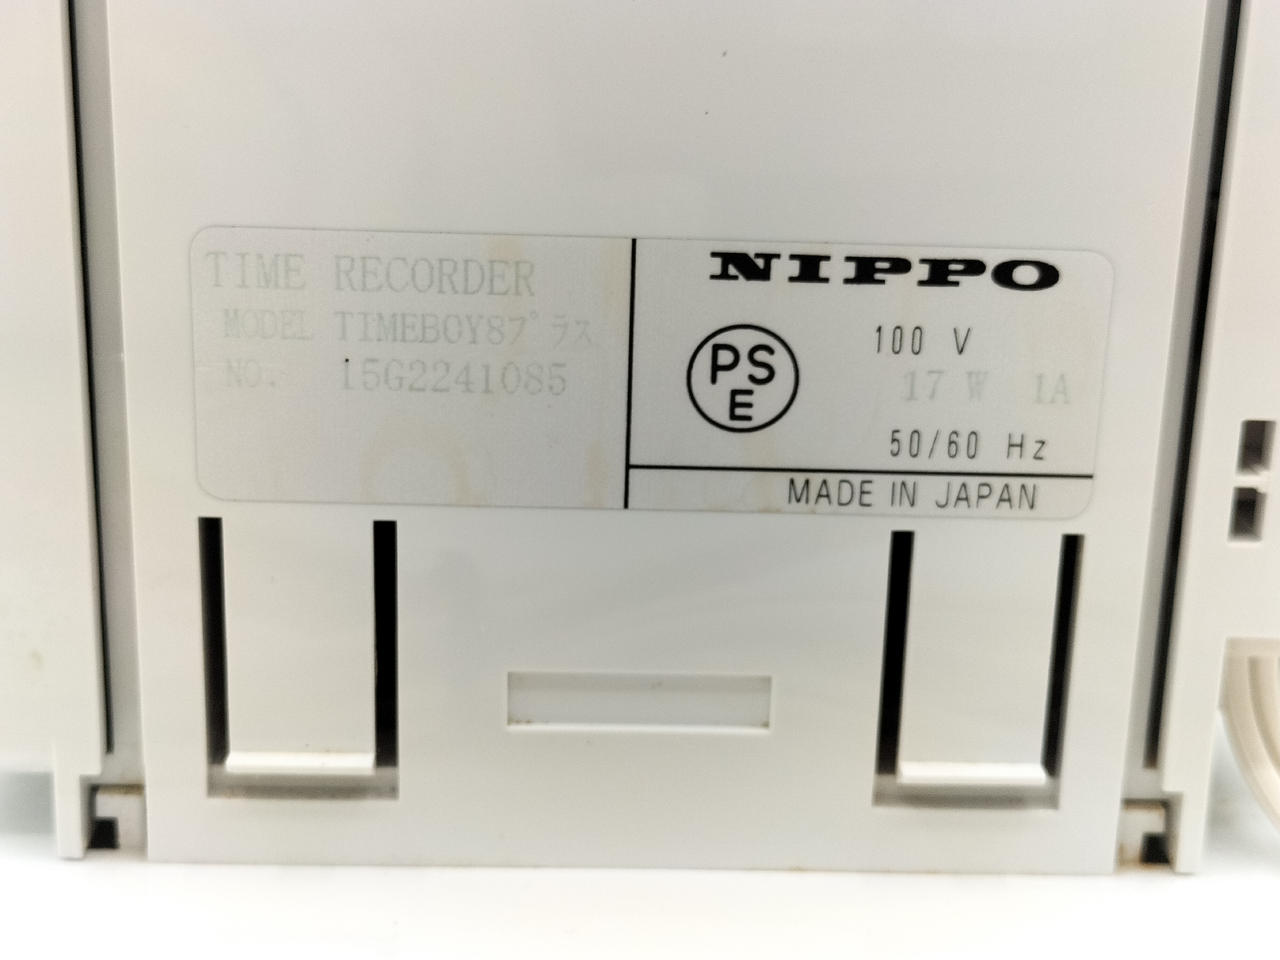 TIME RECORDER
MODEL TIMEBOY8プラス
NO. 15G2241085
NIPPO
PS
E
100 V
17 W 1A
50/60 Hz
MADE IN JAPAN